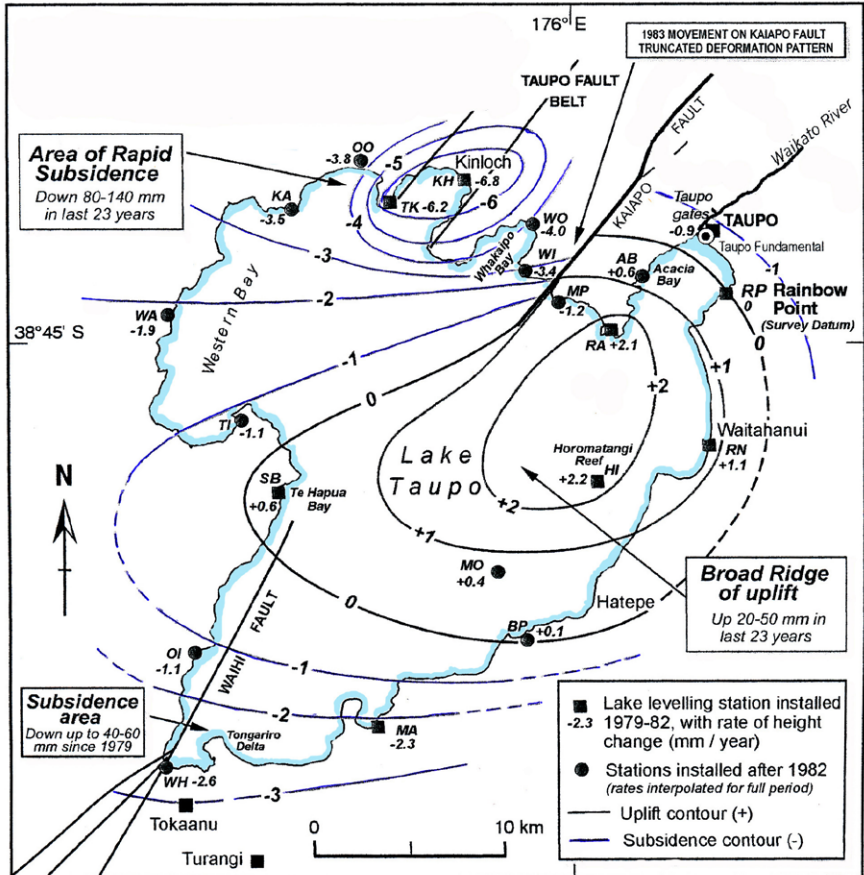 176° E
1983 MOVEMENT ON KAIAPO FAULT
TRUNCATED DEFORMATION PATTERN
TAUPO FAULT
BELT
Area of Rapid
Subsidence
Down 80-140 mm
in last 23 years
OO
-3.8
-5
Kinloch
KH
-6.8
TK -6.2
-6
-4
KA
-3.5
-3
WO
-4.0
Whakaipo
Bay
WI
-3.4
KAIAPO
FAULT
Waikato River
Taupo
gates
-0.9
TAUPO
Taupo Fundamental
AB
+0.6
Acacia
Bay
-1
-2
MP
-1.2
RP Rainbow
0
Point
(Survey Datum)
WA
-1.9
Western Bay
38°45' S
RA +2.1
0
-1
0
+2
+1
TI
-1.1
Lake
Taupo
Waitahanui
RN
+1.1
Horomatangi
Reef
HI
+2.2
N
SB
+0.6
Te Hapua
Bay
+2
+1
MO
+0.4
0
Broad Ridge
of uplift
Up 20-50 mm in
last 23 years
Hatepe
BP
+0.1
WAIHI
FAULT
OI
-1.1
-1
-2
Subsidence
area
Down up to 40-60
mm since 1979
Tongariro
Delta
MA
-2.3
WH -2.6
-3
Tokaanu
Turangi
0
10 km
Lake levelling station installed
-2.3
1979-82, with rate of height
change (mm / year)
Stations installed after 1982
(rates interpolated for full period)
Uplift contour (+)
Subsidence contour (-)